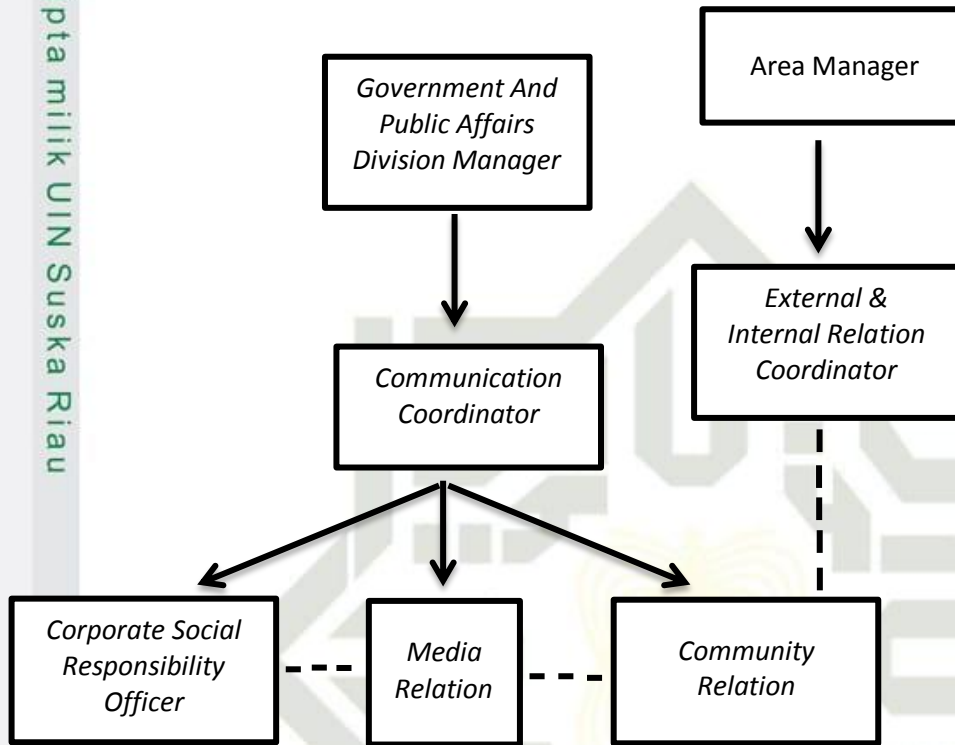 pta milik UIN Suska Riau
Government And
Public Affairs
Division Manager
Area Manager
Communication
Coordinator
External &
Internal Relation
Coordinator
Corporate Social
Responsibility
Officer
Media
Relation
Community
Relation